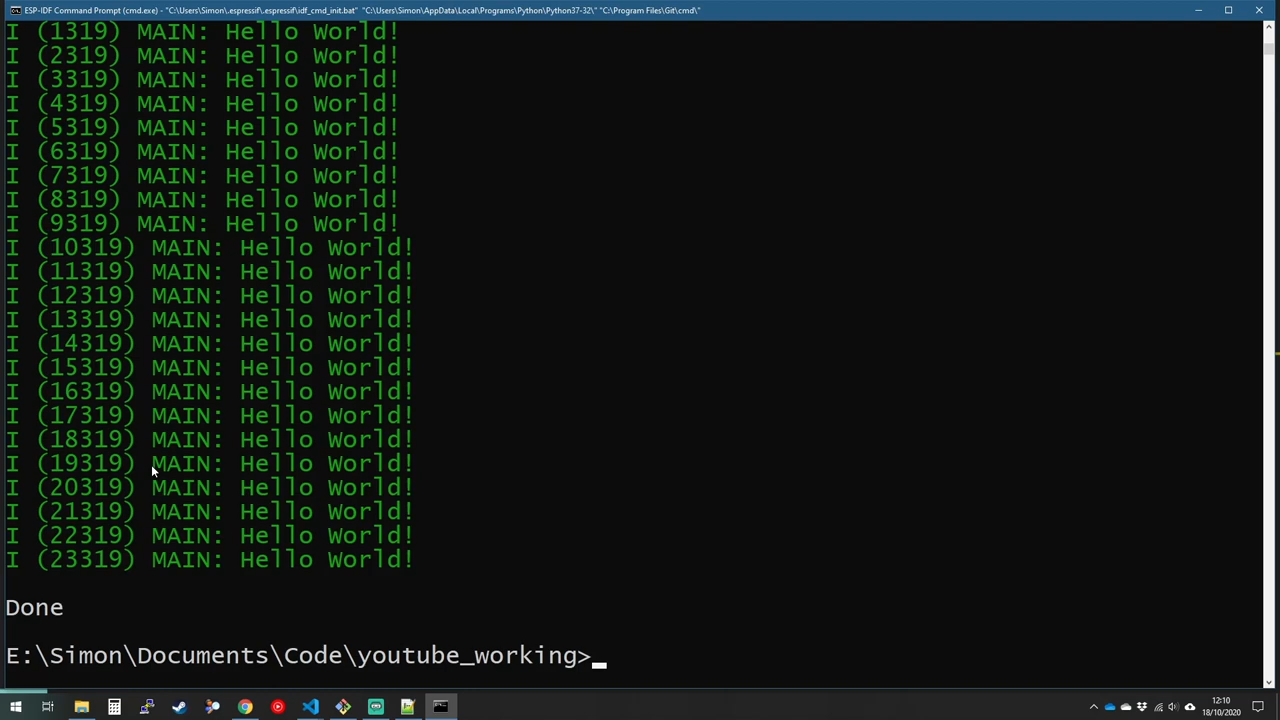 ESP-IDF Command Prompt (cmd.exe) - "C:\Users\Simon\.espressif\.espressif\idf_cmd_init.bat" "C:\Users\Simon\AppData\Local\Programs\Python\Python37-32\" "C:\Program Files\Git\cmd\"
I (1319) MAIN: Hello World!
I (2319) MAIN: Hello World!
I (3319) MAIN: Hello World!
I (4319) MAIN: Hello World!
I (5319) MAIN: Hello World!
I (6319) MAIN: Hello World!
I (7319) MAIN: Hello World!
I (8319) MAIN: Hello World!
I (9319) MAIN: Hello World!
I (10319) MAIN: Hello World!
I (11319) MAIN: Hello World!
I (12319) MAIN: Hello World!
I (13319) MAIN: Hello World!
I (14319) MAIN: Hello World!
I (15319) MAIN: Hello World!
I (16319) MAIN: Hello World!
I (17319) MAIN: Hello World!
I (18319) MAIN: Hello World!
I (19319) MAIN: Hello World!
I (20319) MAIN: Hello World!
I (21319) MAIN: Hello World!
I (22319) MAIN: Hello World!
I (23319) MAIN: Hello World!
Done
E:\Simon\Documents\Code\youtube_working>
12:10
18/10/2020